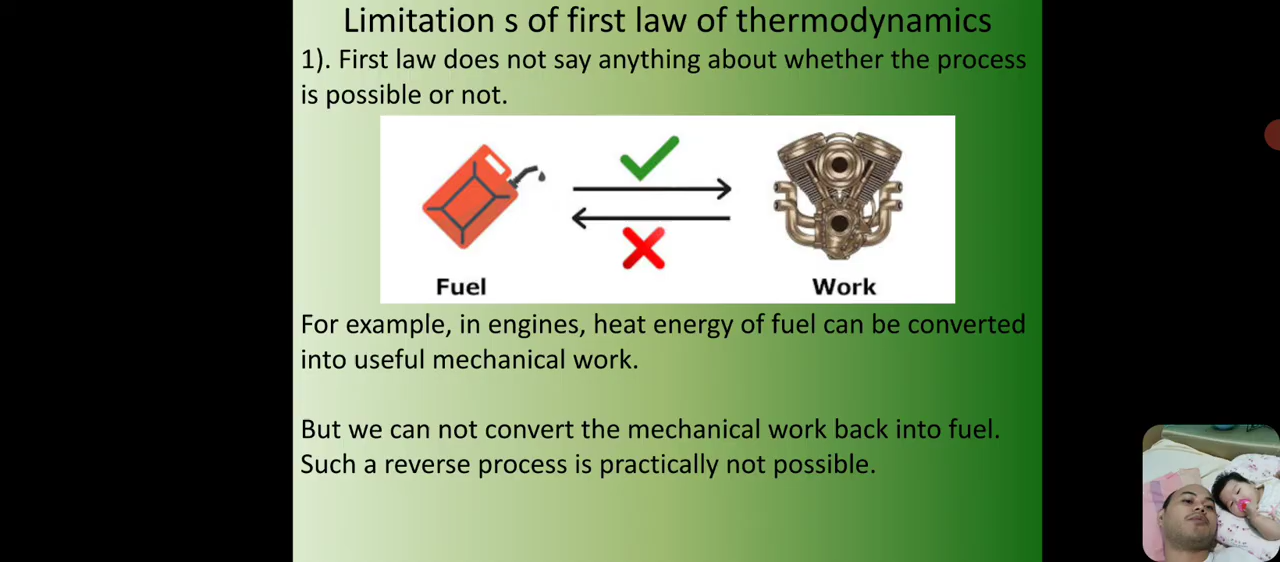 Limitation s of first law of thermodynamics
1). First law does not say anything about whether the process
is possible or not.
Fuel
Work
For example, in engines, heat energy of fuel can be converted
into useful mechanical work.
But we can not convert the mechanical work back into fuel.
Such a reverse process is practically not possible.